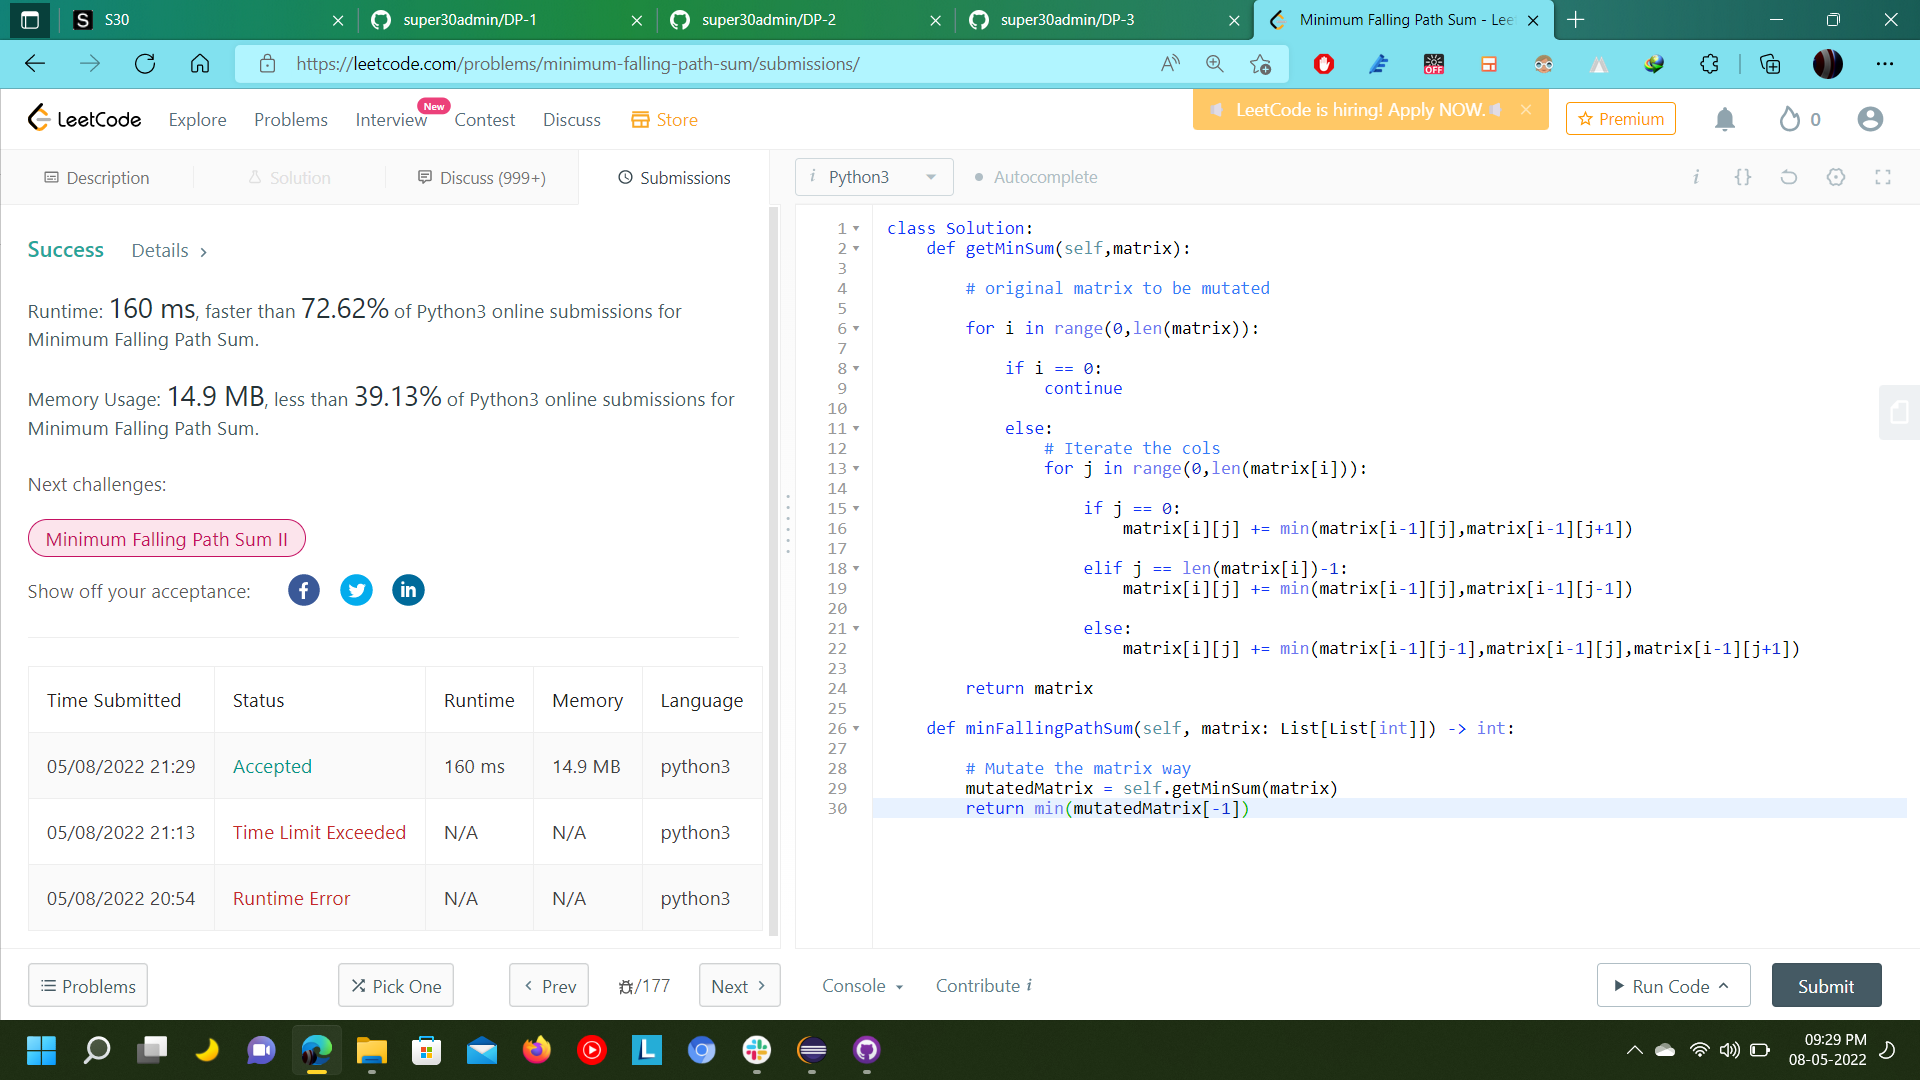 S30
super30admin/DP-1
super30admin/DP-2
super30admin/DP-3
Minimum Falling Path Sum - Lee
https://leetcode.com/problems/minimum-falling-path-sum/submissions/
OFF
LeetCode
Explore
Problems
Interview
New
Contest
Discuss
Store
LeetCode is hiring! Apply NOW.
Premium
0
Description
Solution
Discuss (999+)
Submissions
i Python3
Autocomplete
i {}
Success Details >
Runtime: 160 ms, faster than 72.62% of Python3 online submissions for
Minimum Falling Path Sum.
Memory Usage: 14.9 MB, less than 39.13% of Python3 online submissions for
Minimum Falling Path Sum.
Next challenges:
Minimum Falling Path Sum II
Show off your acceptance:
Time Submitted Status Runtime Memory Language
05/08/2022 21:29 Accepted 160 ms 14.9 MB python3
05/08/2022 21:13 Time Limit Exceeded N/A N/A python3
05/08/2022 20:54 Runtime Error N/A N/A python3
1 class Solution:
2 def getMinSum(self,matrix):
3
4 # original matrix to be mutated
5
6 for i in range(0,len(matrix)):
7
8 if i == 0:
9 continue
10
11 else:
12 # Iterate the cols
13 for j in range(0,len(matrix[i])):
14
15 if j == 0:
16 matrix[i][j] += min(matrix[i-1][j],matrix[i-1][j+1])
17
18 elif j == len(matrix[i])-1:
19 matrix[i][j] += min(matrix[i-1][j],matrix[i-1][j-1])
20
21 else:
22 matrix[i][j] += min(matrix[i-1][j-1],matrix[i-1][j],matrix[i-1][j+1])
23
24 return matrix
25
26 def minFallingPathSum(self, matrix: List[List[int]]) -> int:
27
28 # Mutate the matrix way
29 mutatedMatrix = self.getMinSum(matrix)
30 return min(mutatedMatrix[-1])
Problems
Pick One
Prev
/177
Next
Console
Contribute i
Run Code
Submit
09:29 PM
08-05-2022